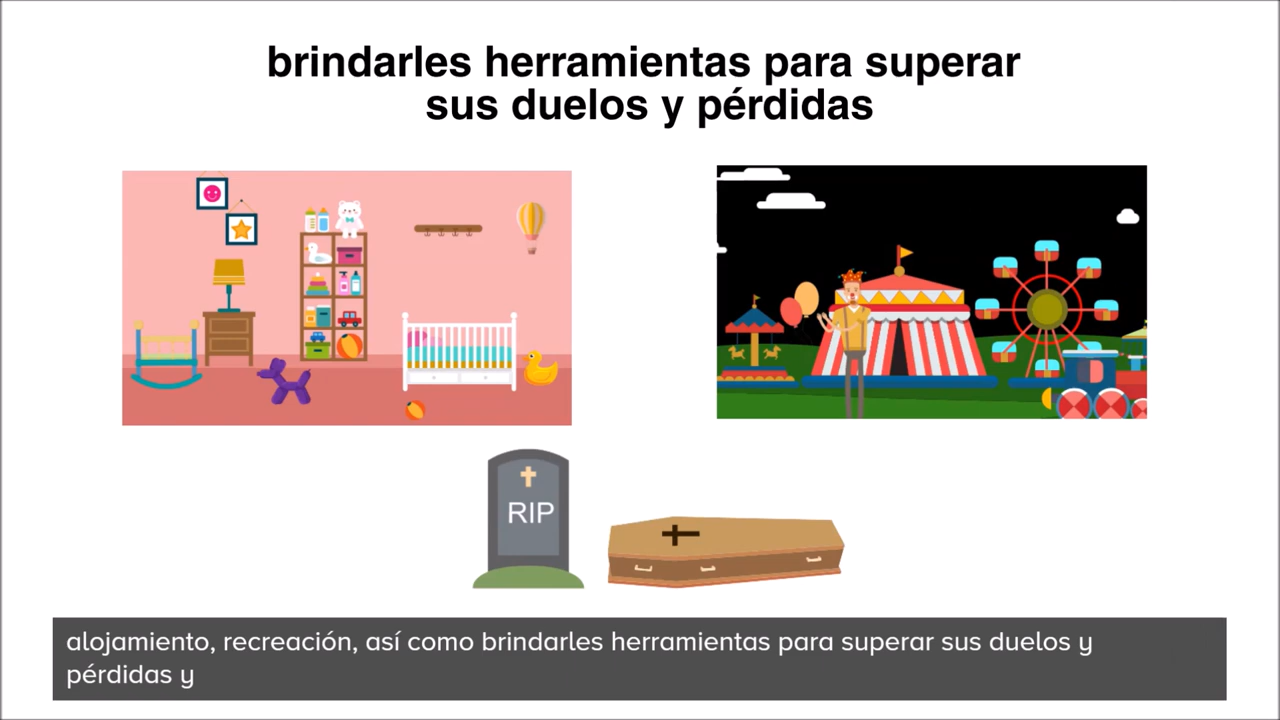 brindarles herramientas para superar
sus duelos y pérdidas
RIP
alojamiento, recreación, así como brindarles herramientas para superar sus duelos y
pérdidas y